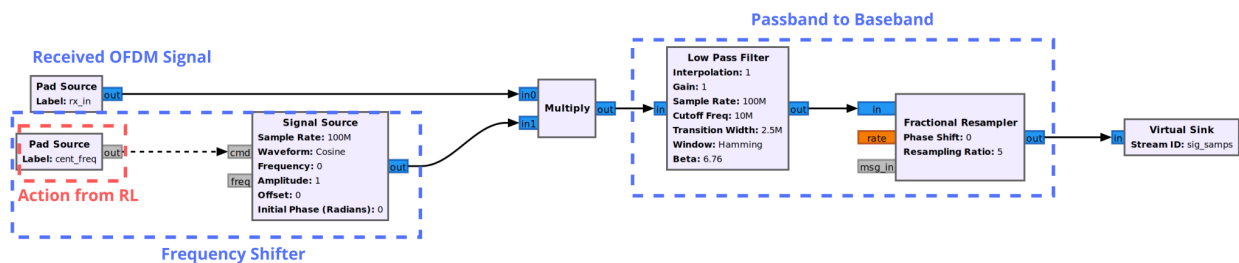 Passband to Baseband
Received OFDM Signal
Pad Source
Label: rx_in
out
in0
in1
Multiply
out
in
Low Pass Filter
Interpolation: 1
Gain: 1
Sample Rate: 100M
Cutoff Freq: 10M
Transition Width: 2.5M
Window: Hamming
Beta: 6.76
out
in
rate
msg_in
Fractional Resampler
Phase Shift: 0
Resampling Ratio: 5
out
in
Virtual Sink
Stream ID: sig_samps
Pad Source
Label: cent_freq
out
Action from RL
cmd
freq
Signal Source
Sample Rate: 100M
Waveform: Cosine
Frequency: 0
Amplitude: 1
Offset: 0
Initial Phase (Radians): 0
out
Frequency Shifter